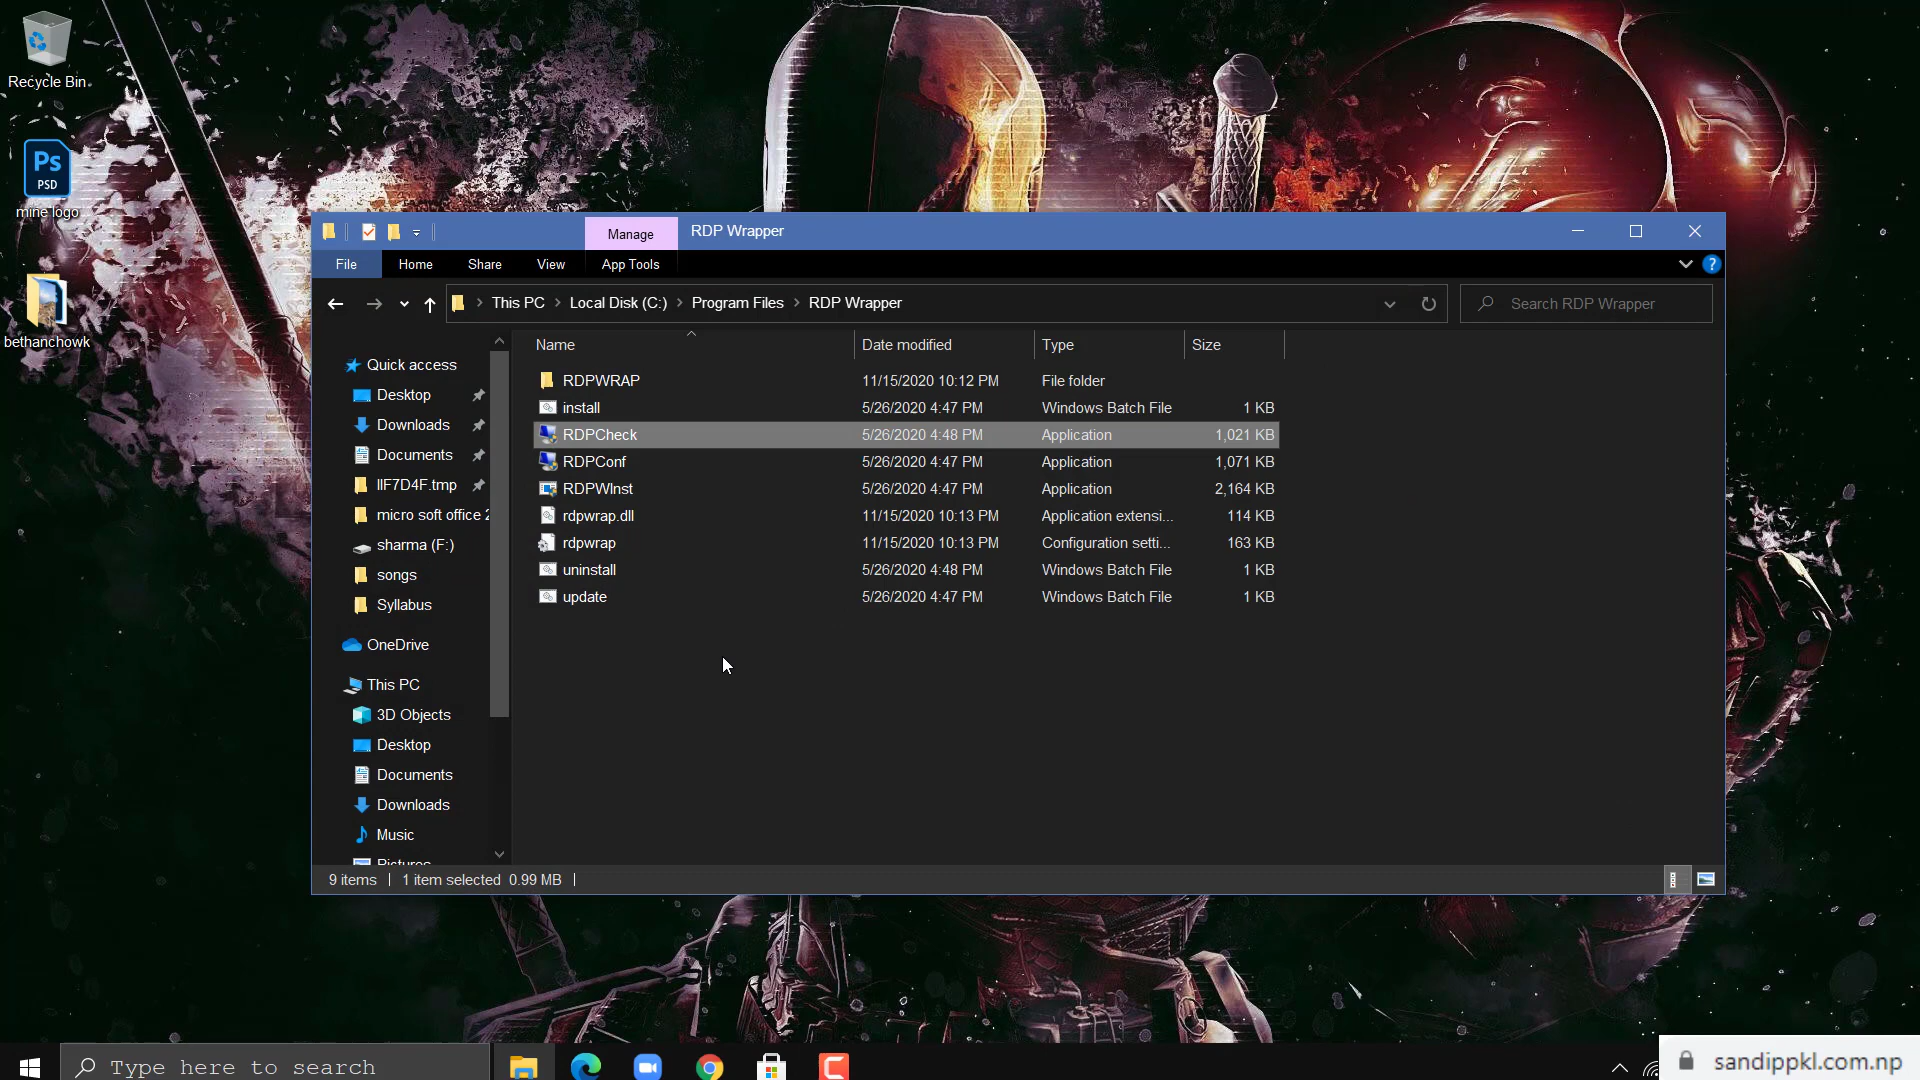 Recycle Bin
Ps
PSD
mine logo
bethanchowk
Manage
RDP Wrapper
File
Home
Share
View
App Tools
?
This PC
Local Disk (C:)
Program Files
RDP Wrapper
Search RDP Wrapper
Name
Date modified
Type
Size
RDPWRAP 11/15/2020 10:12 PM File folder
install 5/26/2020 4:47 PM Windows Batch File 1 KB
RDPCheck 5/26/2020 4:48 PM Application 1,021 KB
RDPConf 5/26/2020 4:47 PM Application 1,071 KB
RDPWInst 5/26/2020 4:47 PM Application 2,164 KB
rdpwrap.dll 11/15/2020 10:13 PM Application extensi... 114 KB
rdpwrap 11/15/2020 10:13 PM Configuration setti... 163 KB
uninstall 5/26/2020 4:48 PM Windows Batch File 1 KB
update 5/26/2020 4:47 PM Windows Batch File 1 KB
Quick access
Desktop
Downloads
Documents
micro soft office 2
sharma (F:)
songs
Syllabus
OneDrive
This PC
3D Objects
Desktop
Documents
Downloads
Music
Pictures
9 items
1 item selected 0.99 MB
Type here to search
sandippkl.com.np